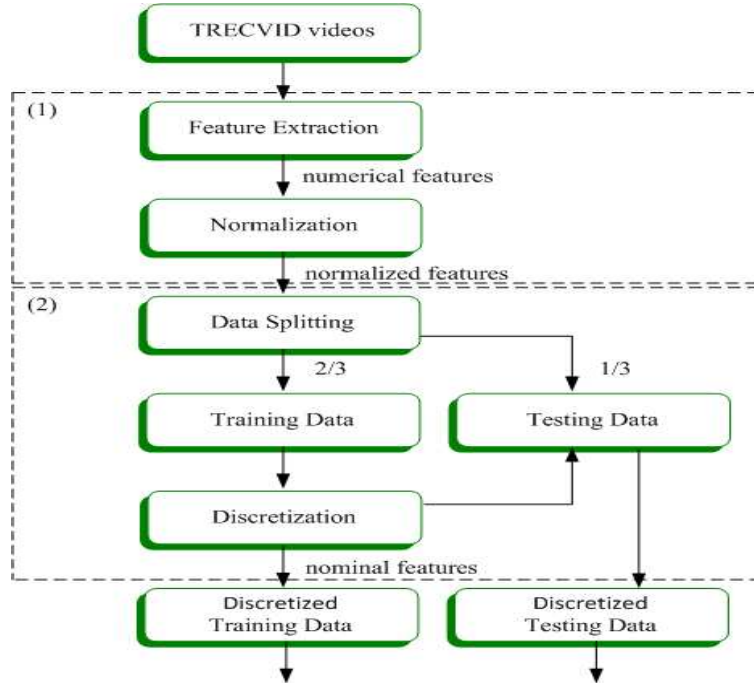 TRECVID videos
(1)
Feature Extraction
numerical features
Normalization
normalized features
(2)
Data Splitting
2/3
1/3
Training Data
Testing Data
Discretization
nominal features
Discretized
Training Data
Discretized
Testing Data